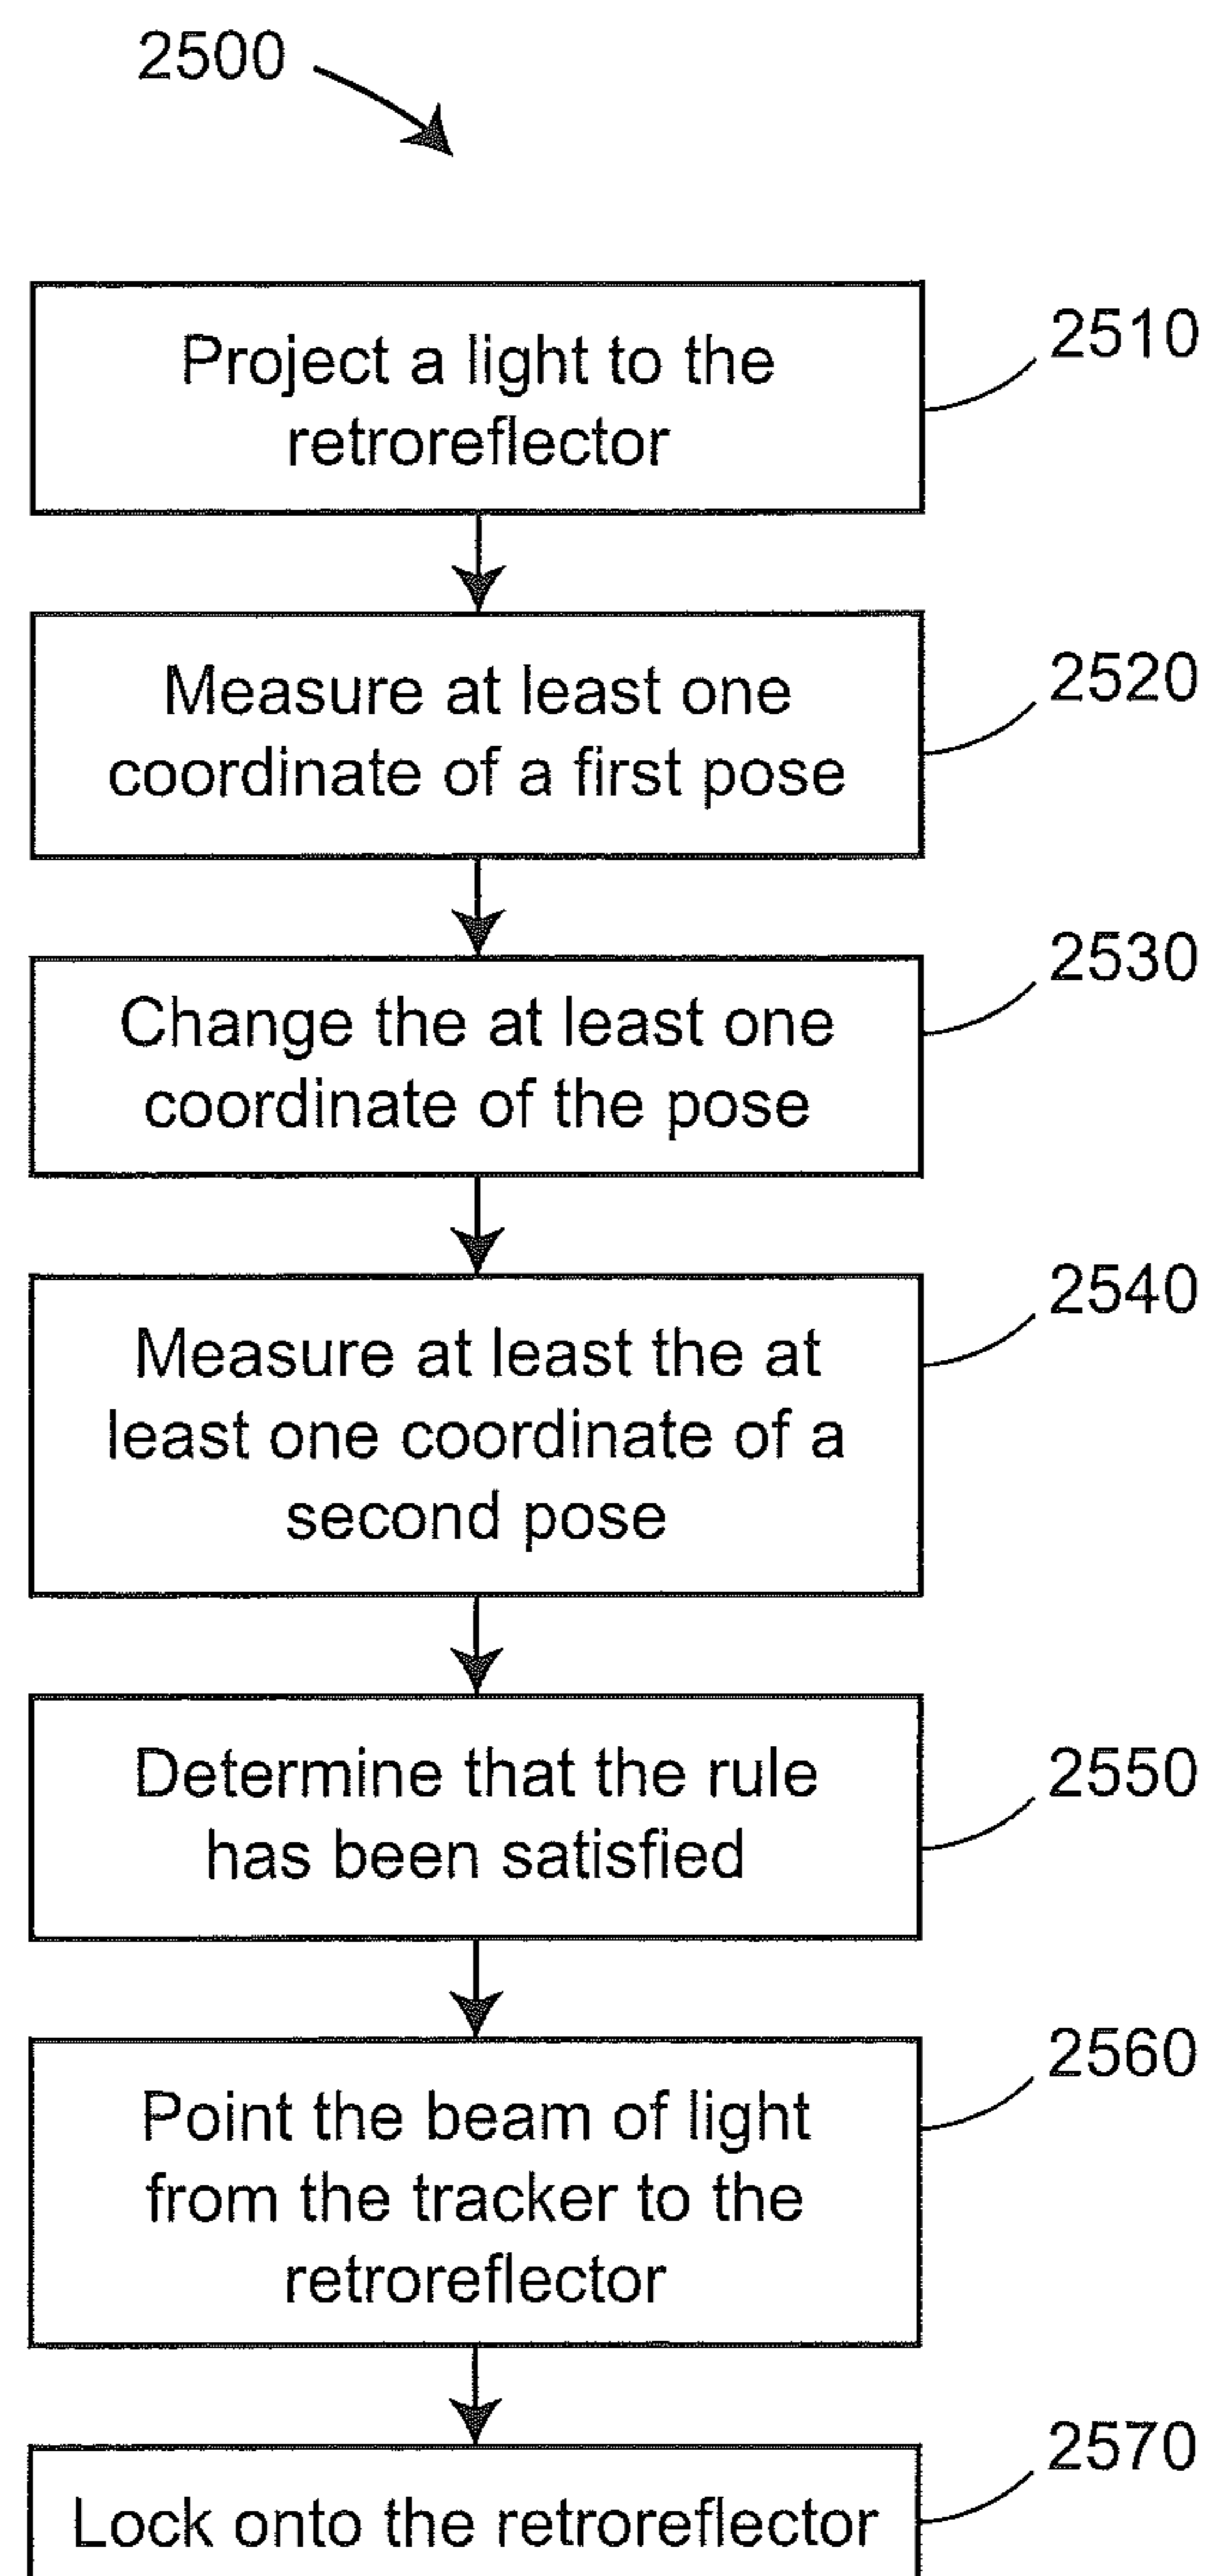 2500
Project a light to the
retroreflector
2510
Measure at least one
coordinate of a first pose
2520
Change the at least one
coordinate of the pose
2530
Measure at least the at
least one coordinate of a
second pose
2540
Determine that the rule
has been satisfied
2550
Point the beam of light
from the tracker to the
retroreflector
2560
Lock onto the retroreflector
2570